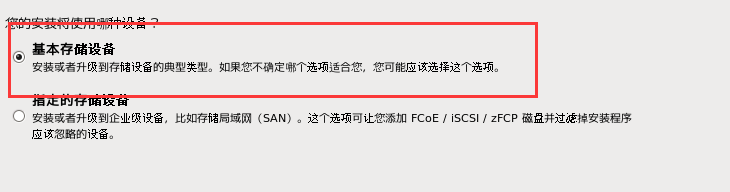 您的安装将使用哪种设备？
基本存储设备
安装或者升级到存储设备的典型类型。如果您不确定哪个选项适合您，您可能应该选择这个选项。
指定的存储设备
安装或者升级到企业级设备，比如存储局域网（SAN）。这个选项可让您添加 FCoE / iSCSI / zFCP 磁盘并过滤掉安装程序
应该忽略的设备。